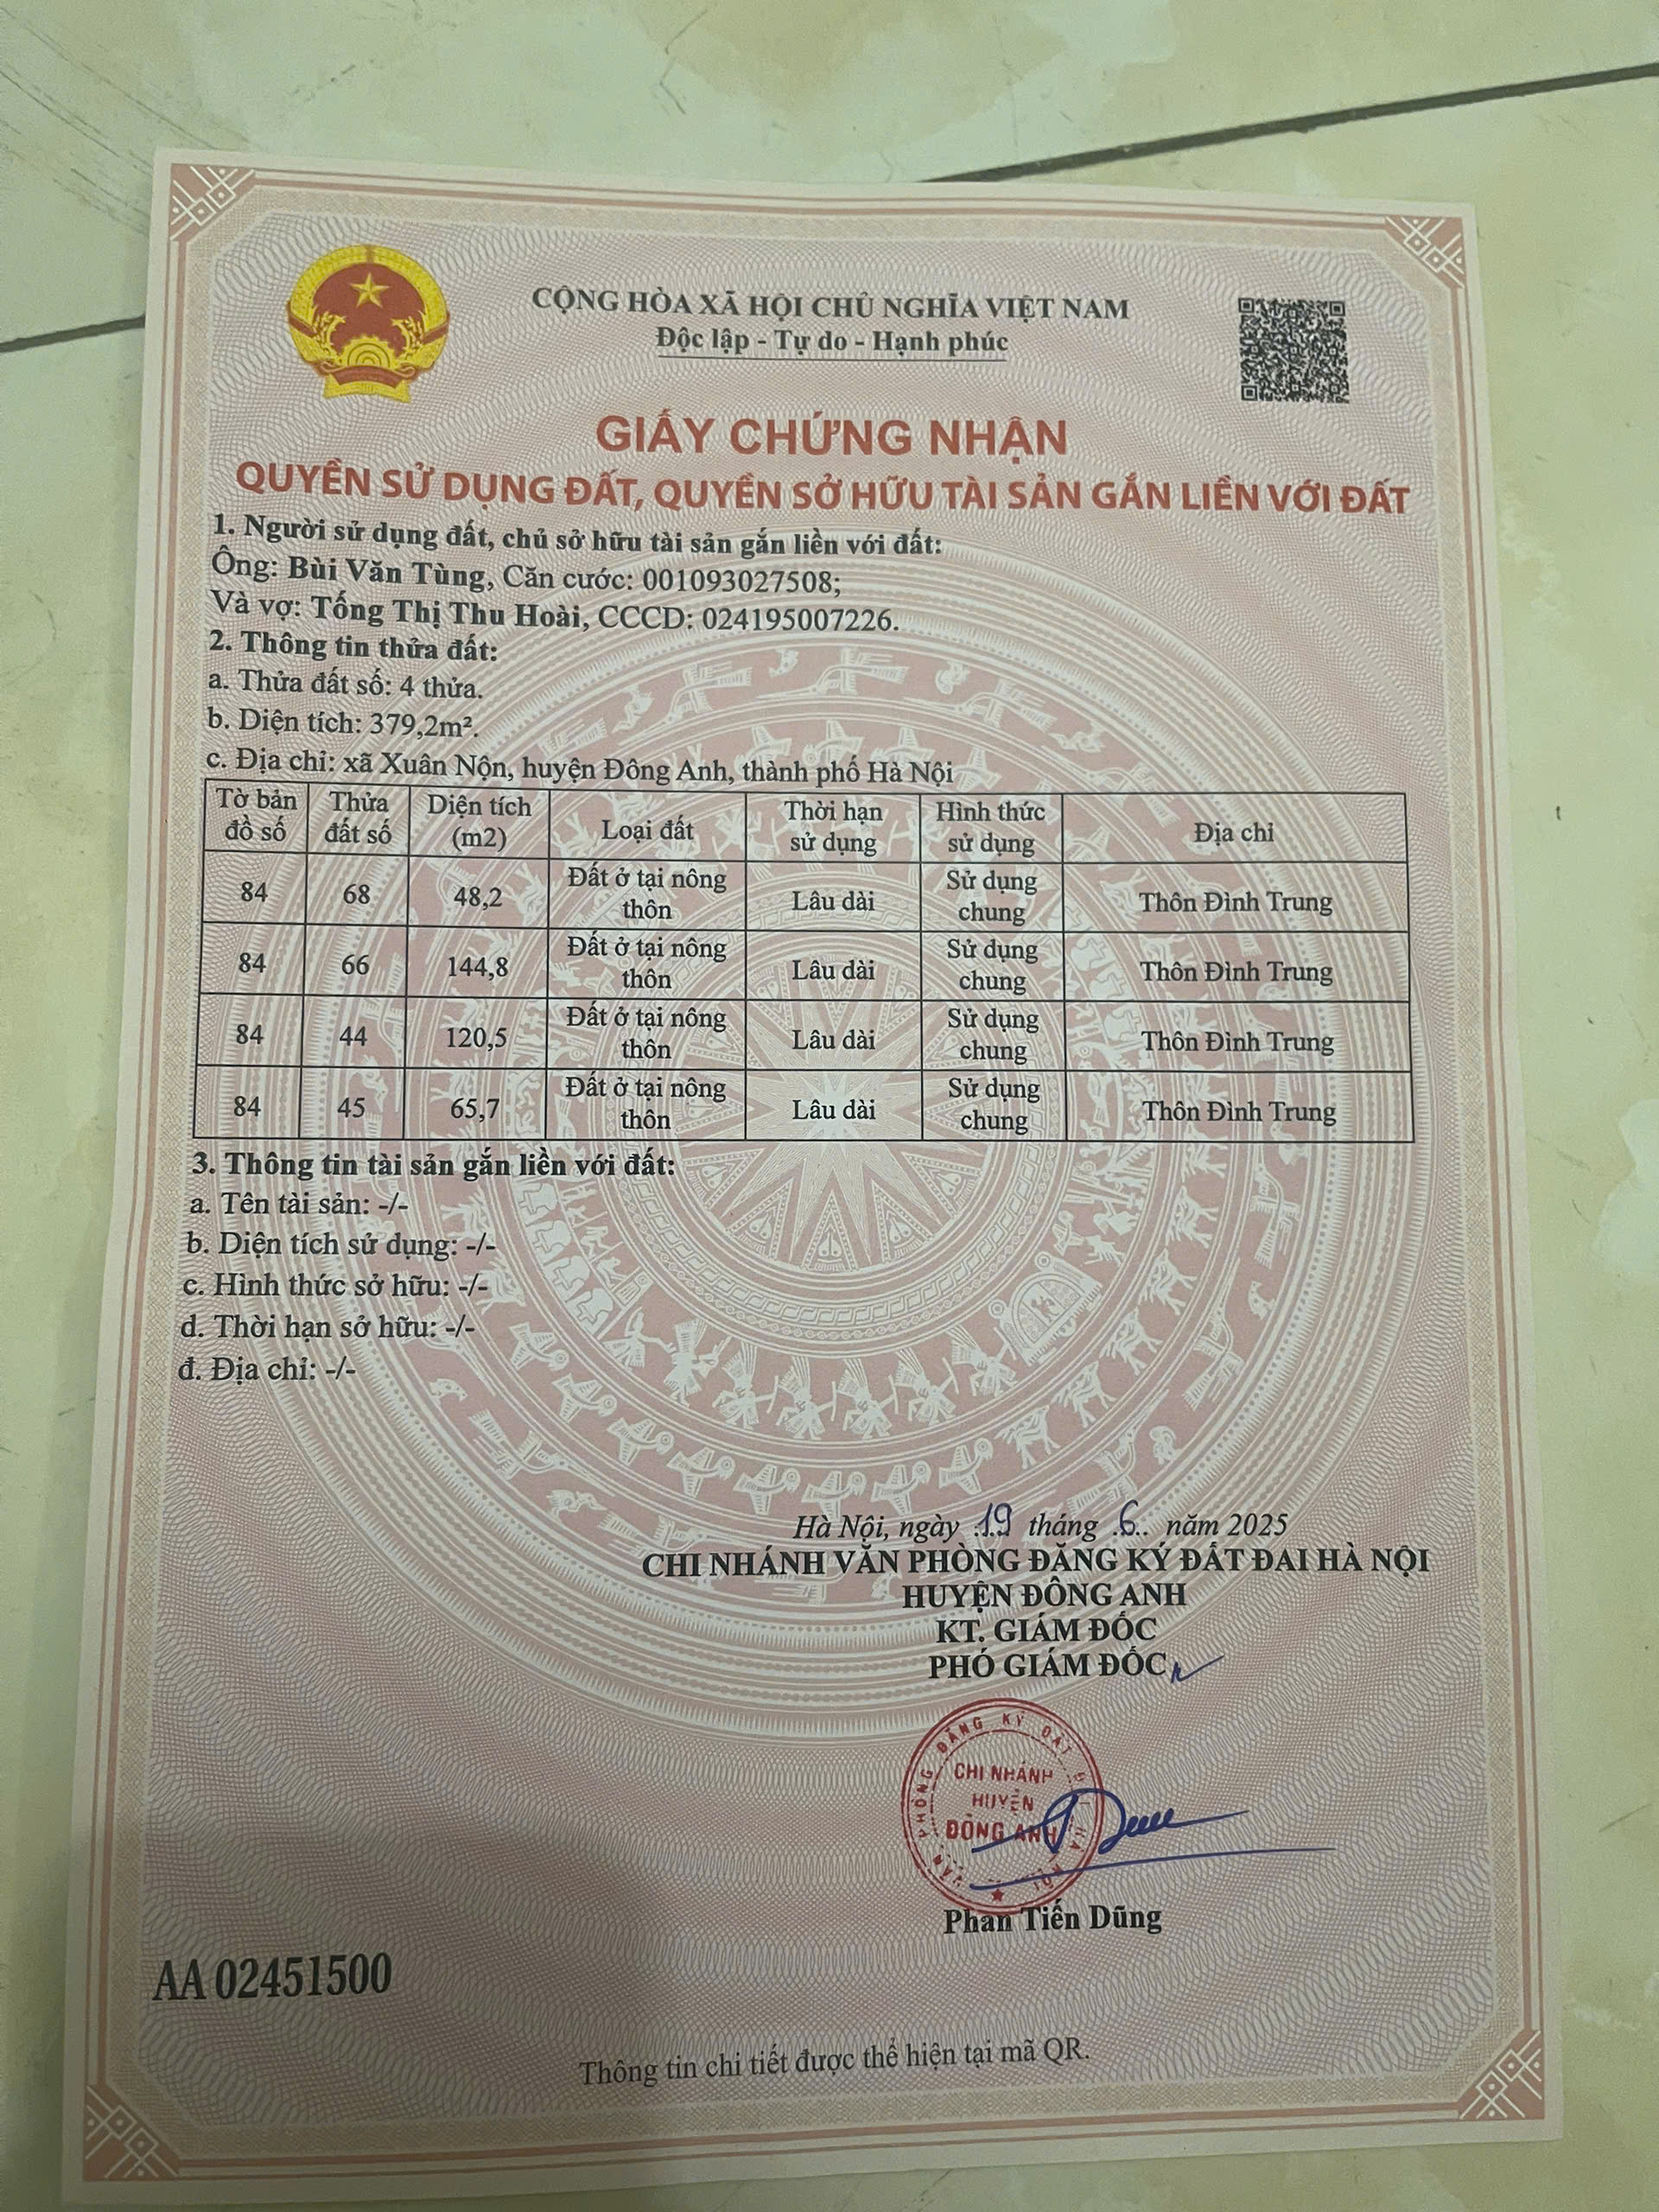 CỘNG HÒA XÃ HỘI CHỦ NGHĨA VIỆT NAM
Độc lập - Tự do - Hạnh phúc
GIẤY CHỨNG NHẬN
QUYỀN SỬ DỤNG ĐẤT, QUYỀN SỞ HỮU TÀI SẢN GẮN LIỀN VỚI ĐẤT
1. Người sử dụng đất, chủ sở hữu tài sản gắn liền với đất:
Ông: Bùi Văn Tùng, Căn cước: 001093027508;
Và vợ: Tống Thị Thu Hoài, CCCD: 024195007226.
2. Thông tin thửa đất:
a. Thửa đất số: 4 thửa.
b. Diện tích: 379,2m².
c. Địa chỉ: xã Xuân Nộn, huyện Đông Anh, thành phố Hà Nội
Tờ bản đồ số Thửa đất số Diện tích (m2) Loại đất Thời hạn sử dụng Hình thức sử dụng Địa chỉ
84 68 48,2 Đất ở tại nông thôn Lâu dài Sử dụng chung Thôn Đình Trung
84 66 144,8 Đất ở tại nông thôn Lâu dài Sử dụng chung Thôn Đình Trung
84 44 120,5 Đất ở tại nông thôn Lâu dài Sử dụng chung Thôn Đình Trung
84 45 65,7 Đất ở tại nông thôn Lâu dài Sử dụng chung Thôn Đình Trung
3. Thông tin tài sản gắn liền với đất:
a. Tên tài sản: -/-
b. Diện tích sử dụng: -/-
c. Hình thức sở hữu: -/-
d. Thời hạn sở hữu: -/-
đ. Địa chỉ: -/-
Hà Nội, ngày 19 tháng 6 năm 2025
CHI NHÁNH VĂN PHÒNG ĐĂNG KÝ ĐẤT ĐAI HÀ NỘI
HUYỆN ĐÔNG ANH
KT. GIÁM ĐỐC
PHÓ GIÁM ĐỐC
VĂN PHÒNG ĐĂNG KÝ ĐẤT HÀ NỘI
CHI NHÁNH
HUYỆN
ĐÔNG ANH
Phan Tiến Dũng
AA 02451500
Thông tin chi tiết được thể hiện tại mã QR.